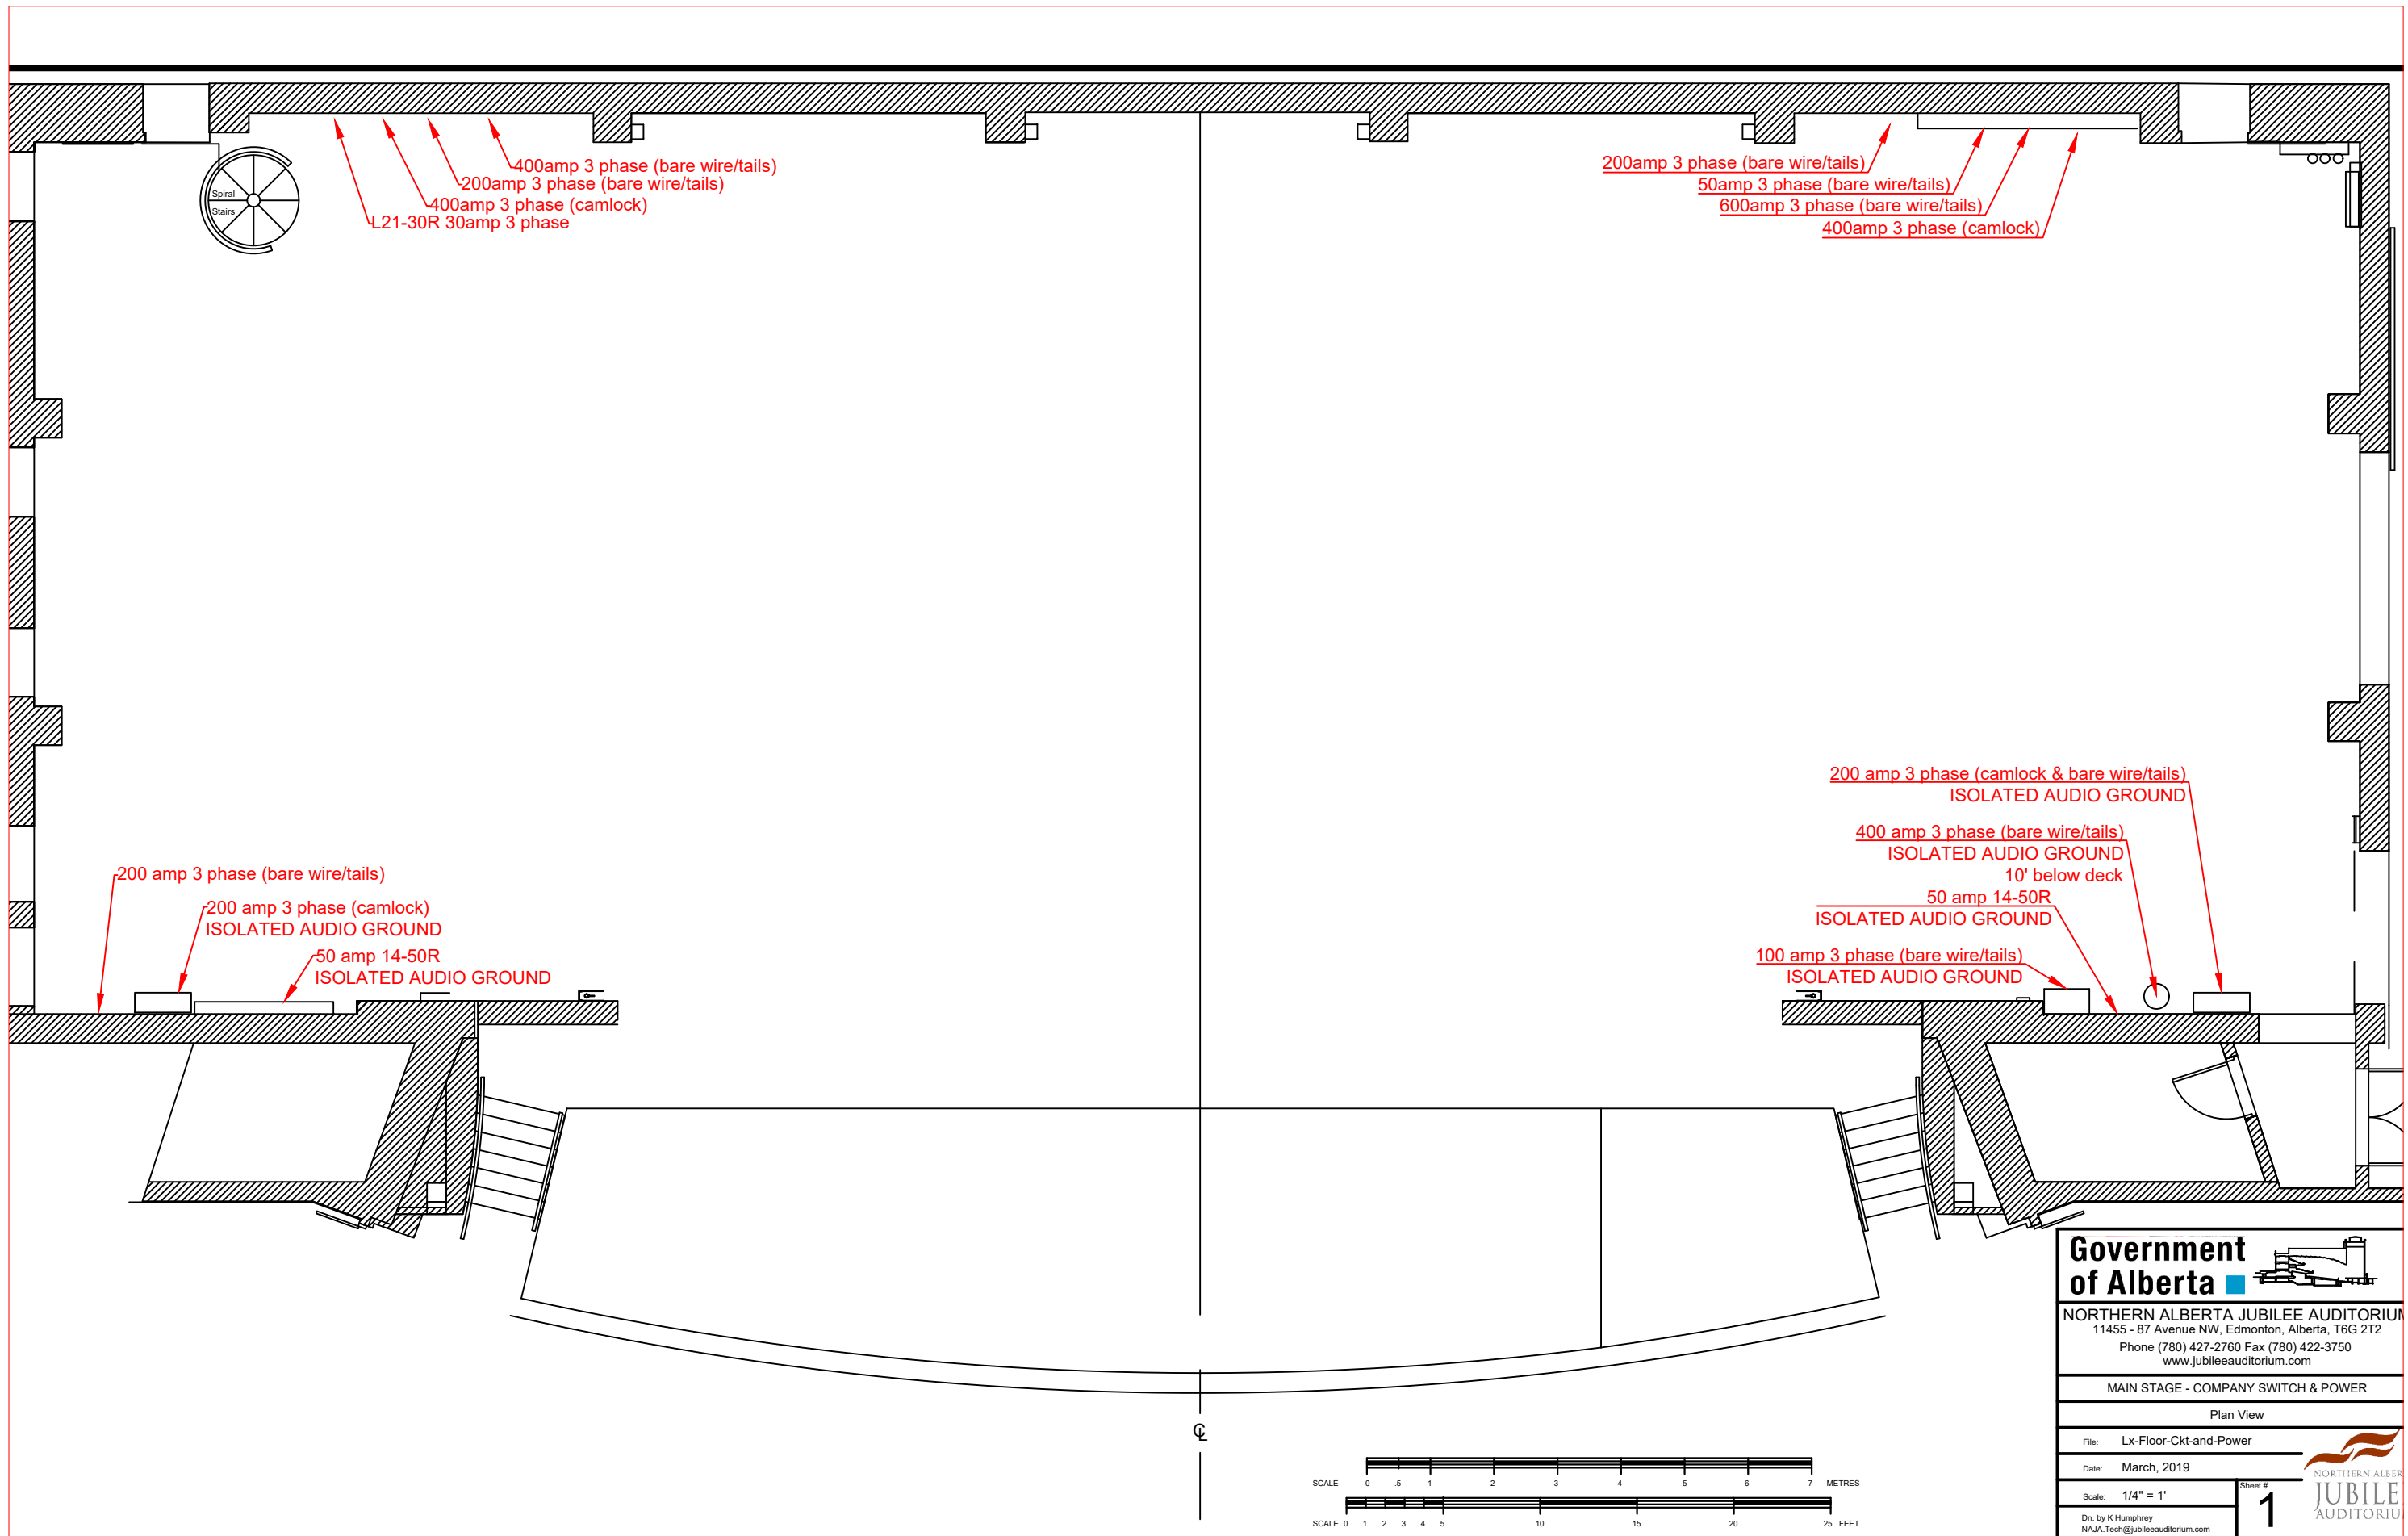 400amp 3 phase (bare wire/tails)
200amp 3 phase (bare wire/tails)
400amp 3 phase (camlock)
L21-30R 30amp 3 phase
Spiral
Stairs
200amp 3 phase (bare wire/tails)
50amp 3 phase (bare wire/tails)
600amp 3 phase (bare wire/tails)
400amp 3 phase (camlock)
200 amp 3 phase (camlock & bare wire/tails)
ISOLATED AUDIO GROUND
400 amp 3 phase (bare wire/tails)
ISOLATED AUDIO GROUND
10' below deck
50 amp 14-50R
ISOLATED AUDIO GROUND
100 amp 3 phase (bare wire/tails)
ISOLATED AUDIO GROUND
200 amp 3 phase (bare wire/tails)
200 amp 3 phase (camlock)
ISOLATED AUDIO GROUND
50 amp 14-50R
ISOLATED AUDIO GROUND
℄
SCALE 0 .5 1 2 3 4 5 6 7 METRES
SCALE 0 1 2 3 4 5 10 15 20 25 FEET
Government
of Alberta
NORTHERN ALBERTA JUBILEE AUDITORIUM
11455 - 87 Avenue NW, Edmonton, Alberta, T6G 2T2
Phone (780) 427-2760 Fax (780) 422-3750
www.jubileeauditorium.com
MAIN STAGE - COMPANY SWITCH & POWER
Plan View
File: Lx-Floor-Ckt-and-Power
Date: March, 2019
Scale: 1/4" = 1'
Sheet #
1
Dn. by K Humphrey
NAJA.Tech@jubileeauditorium.com
NORTHERN ALBER
JUBILE
AUDITORIU